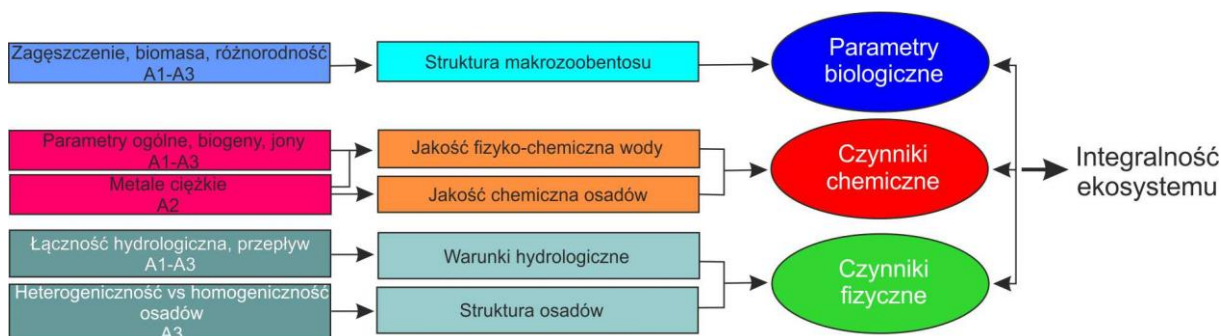 Zagęszczenie, biomasa, różnorodność
A1-A3
Struktura makrozoobentosu
Parametry
biologiczne
Parametry ogólne, biogeny, jony
A1-A3
Metale ciężkie
A2
Jakość fizyko-chemiczna wody
Jakość chemiczna osadów
Czynniki
chemiczne
Integralność
ekosystemu
Łączność hydrologiczna, przepływ
A1-A3
Heterogeniczność vs homogeniczność
osadów
A3
Warunki hydrologiczne
Struktura osadów
Czynniki
fizyczne